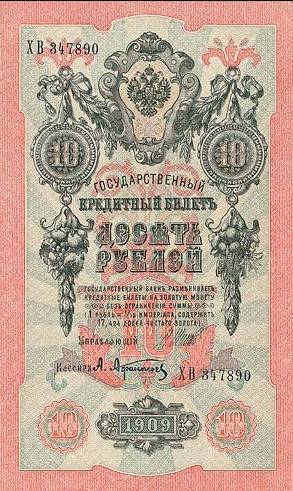 ХВ 347890
10 10
ГОСУДАРСТВЕННЫЙ
КРЕДИТНЫЙ БИЛЕТЪ
ДЕСЯТЬ
РУБЛЕЙ
ГОСУДАРСТВЕННЫЙ БАНКЪ РАЗМѢНИВАЕТЪ
КРЕДИТНЫЕ БИЛЕТЫ НА ЗОЛОТУЮ МОНЕТУ
БЕЗЪ ОГРАНИЧЕНІЯ СУММЫ
(1 РУБЛЬ = 1/15 ИМПЕРІАЛА, СОДЕРЖИТЪ
17,424 ДОЛЕЙ ЧИСТАГО ЗОЛОТА)
УПРАВЛЯЮЩІЙ
Кассиръ
ХВ 347890
10 1909 10